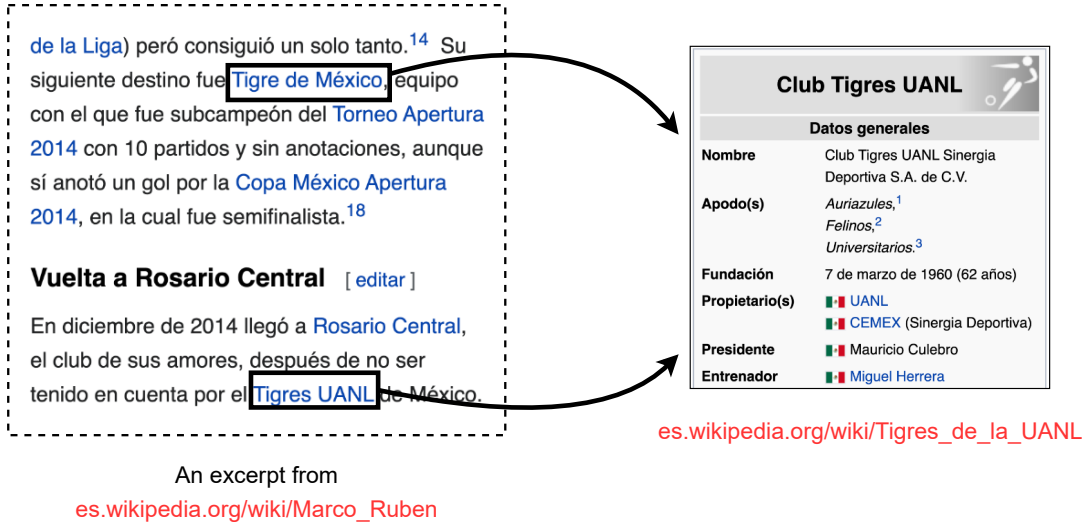 de la Liga) peró consiguió un solo tanto.14 Su
siguiente destino fue Tigre de México, equipo
con el que fue subcampeón del Torneo Apertura
2014 con 10 partidos y sin anotaciones, aunque
sí anotó un gol por la Copa México Apertura
2014, en la cual fue semifinalista.18
Vuelta a Rosario Central [ editar ]
En diciembre de 2014 llegó a Rosario Central,
el club de sus amores, después de no ser
tenido en cuenta por el Tigres UANL de México.
An excerpt from
es.wikipedia.org/wiki/Marco_Ruben
Club Tigres UANL
Datos generales
Nombre Club Tigres UANL Sinergia
Deportiva S.A. de C.V.
Apodo(s) Auriazules,1
Felinos,2
Universitarios.3
Fundación 7 de marzo de 1960 (62 años)
Propietario(s) UANL
CEMEX (Sinergia Deportiva)
Presidente Mauricio Culebro
Entrenador Miguel Herrera
es.wikipedia.org/wiki/Tigres_de_la_UANL